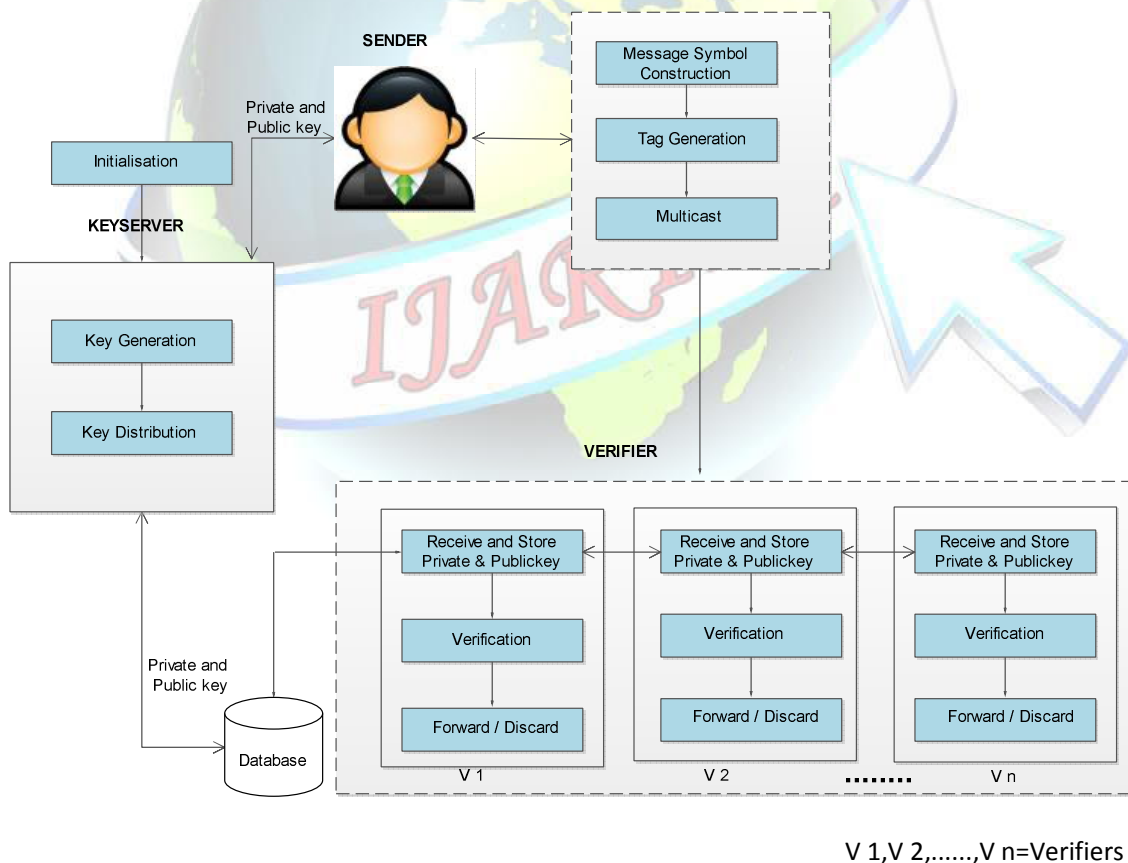 SENDER
Message Symbol
Construction
Private and
Public key
Tag Generation
Initialisation
Multicast
KEYSERVER
Key Generation
Key Distribution
VERIFIER
Receive and Store
Private & Publickey
Receive and Store
Private & Publickey
Receive and Store
Private & Publickey
Verification
Verification
Verification
Private and
Public key
Forward / Discard
Forward / Discard
Forward / Discard
Database
V 1
V 2
........
V n
V 1,V 2,......,V n=Verifiers